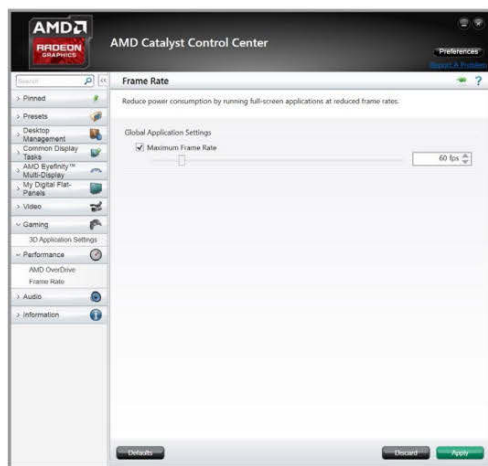 AMD
RADEON
GRAPHICS
AMD Catalyst Control Center
Preferences
Report A Problem
Search
Frame Rate
?
Pinned
Presets
Desktop
Management
Common Display
Tasks
AMD Eyefinity™
Multi-Display
My Digital Flat-
Panels
Video
Gaming
3D Application Settings
Performance
AMD OverDrive
Frame Rate
Audio
Information
Reduce power consumption by running full-screen applications at reduced frame rates.
Global Application Settings
Maximum Frame Rate
60 fps
Defaults
Discard
Apply